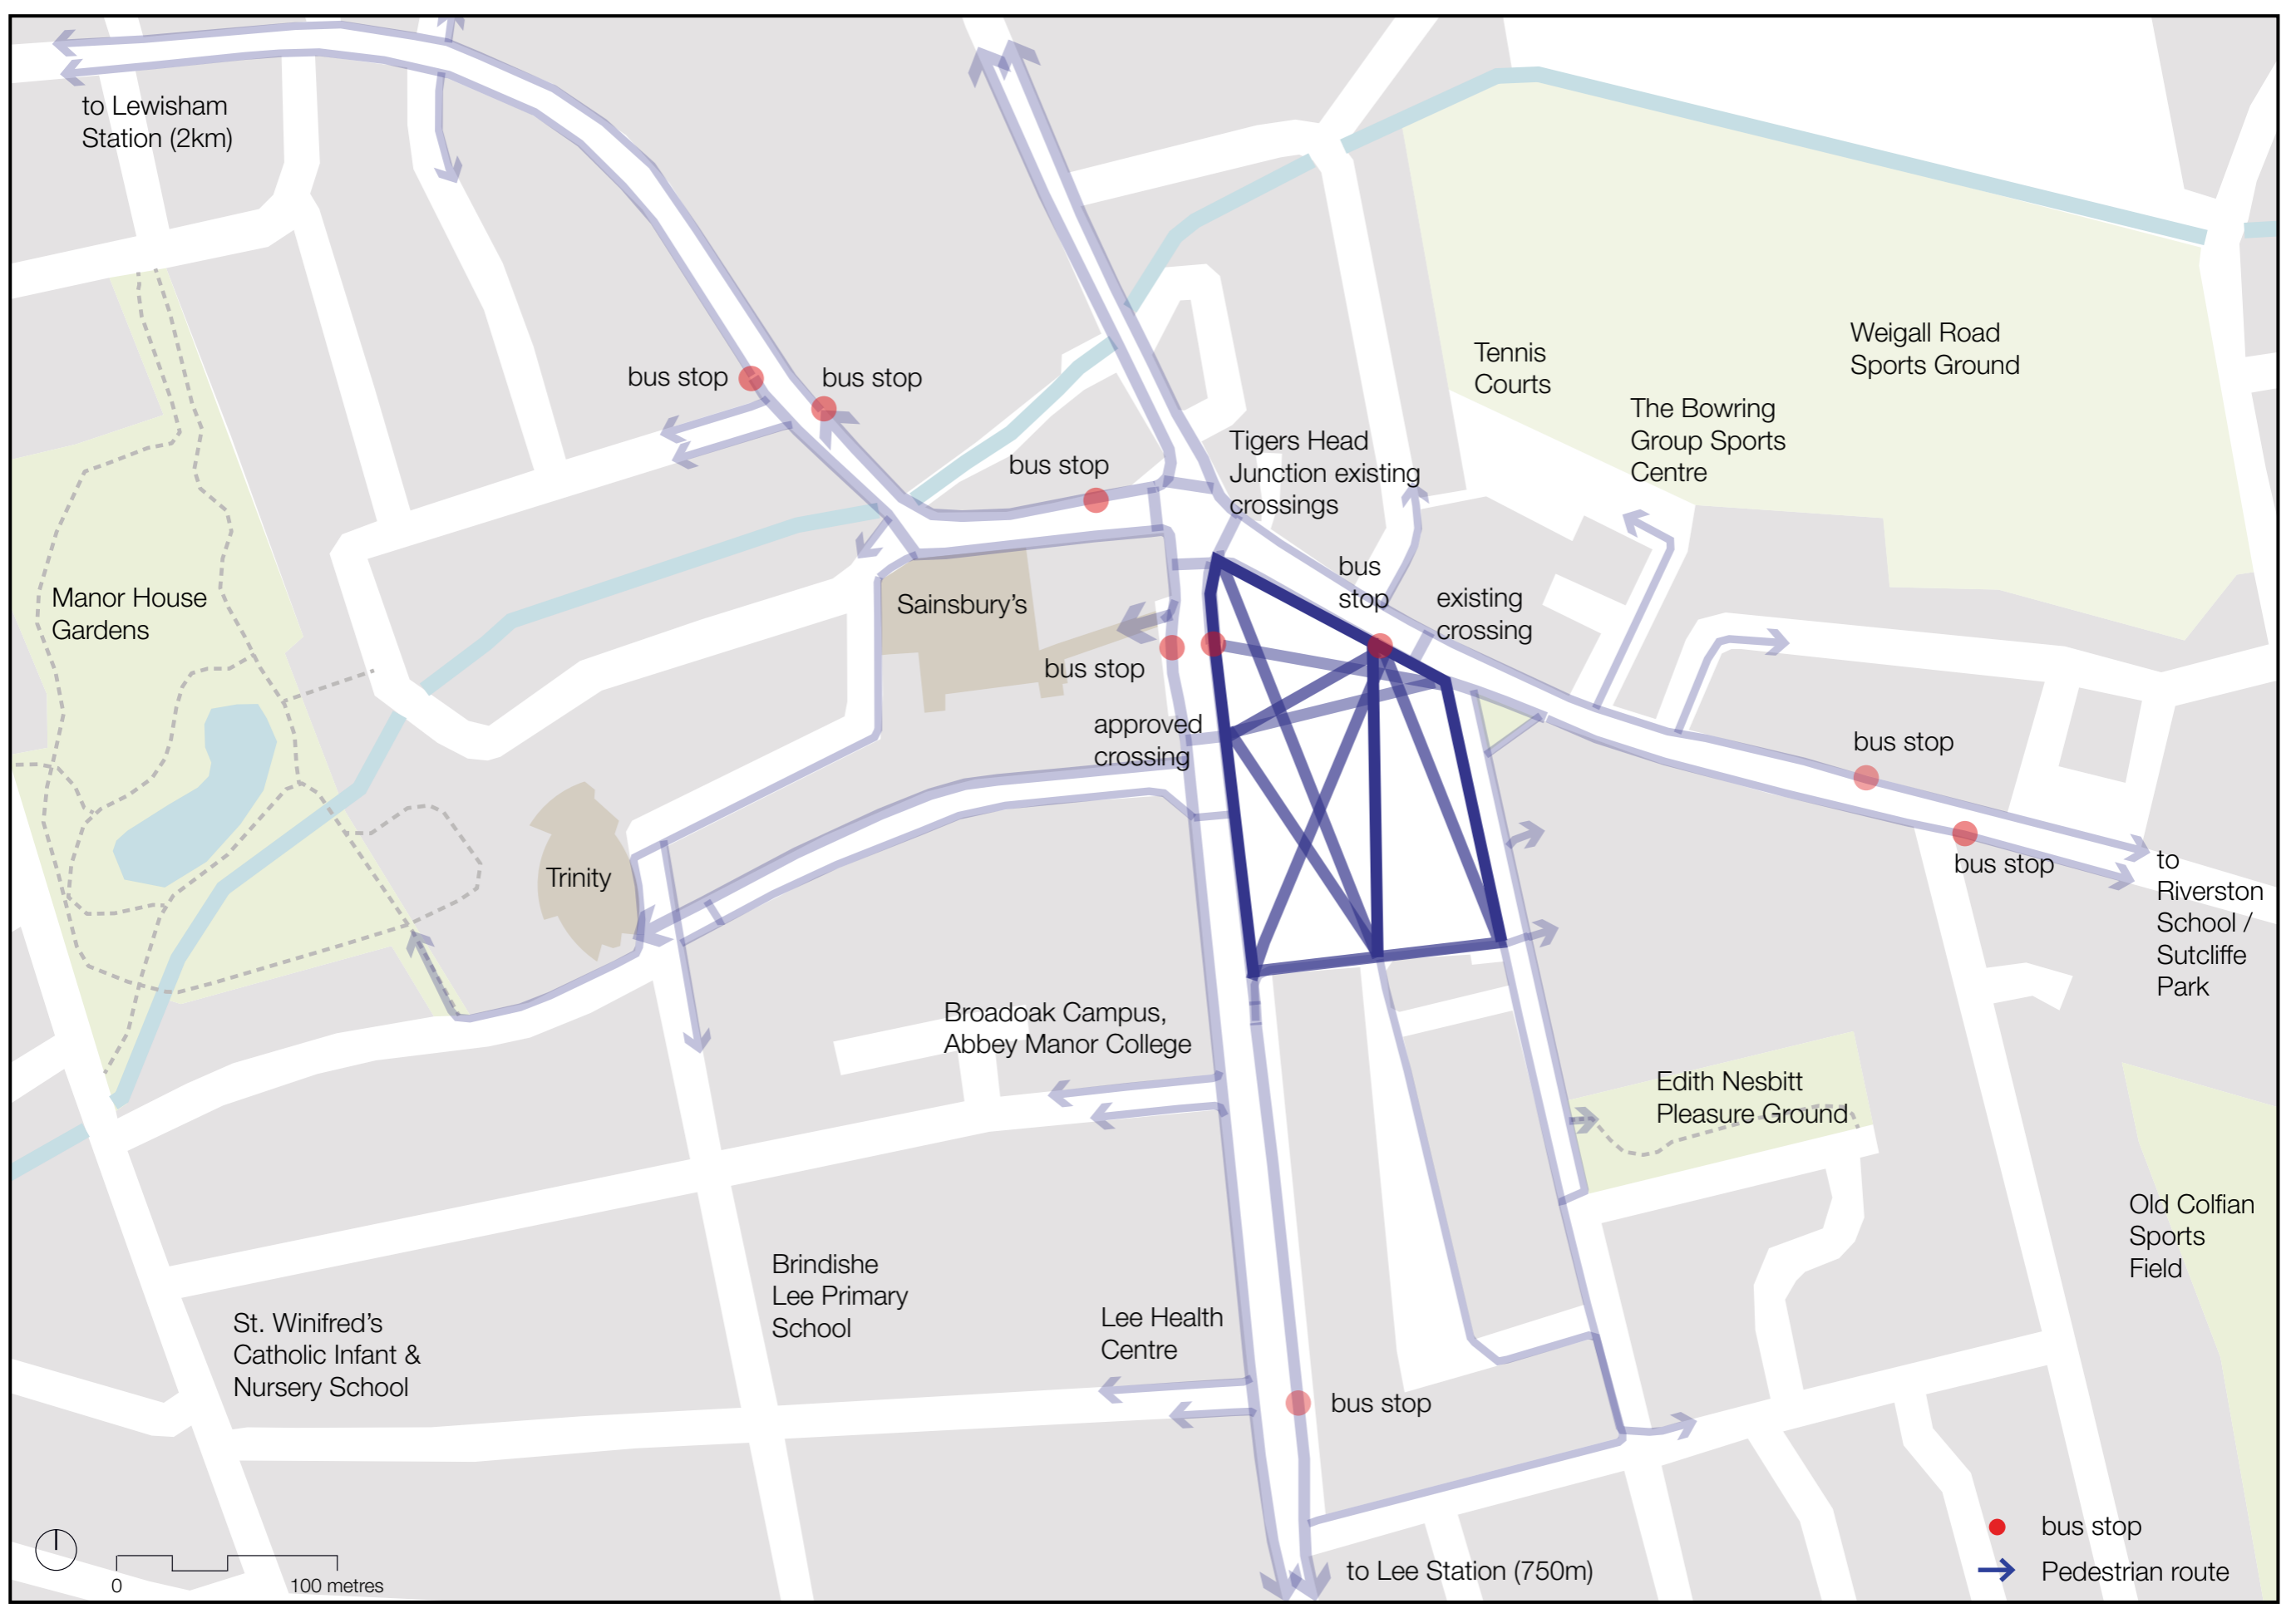 to Lewisham
Station (2km)
bus stop
bus stop
bus stop
Tigers Head
Junction existing
crossings
Tennis
Courts
Weigall Road
Sports Ground
The Bowring
Group Sports
Centre
Manor House
Gardens
Sainsbury's
bus
stop
existing
crossing
bus stop
approved
crossing
bus stop
bus stop
to
Riverston
School /
Sutcliffe
Park
Trinity
Broadoak Campus,
Abbey Manor College
Edith Nesbitt
Pleasure Ground
Old Colfian
Sports
Field
Brindishe
Lee Primary
School
St. Winifred's
Catholic Infant &
Nursery School
Lee Health
Centre
bus stop
to Lee Station (750m)
0
100 metres
bus stop
Pedestrian route